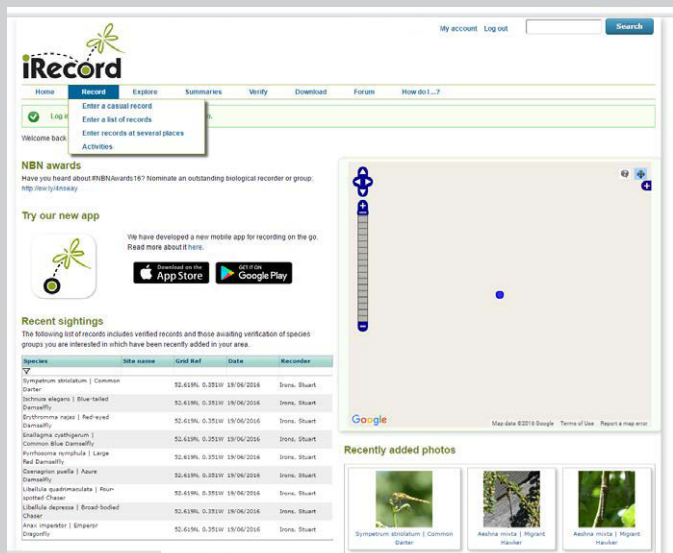 My account Log out Search
iRecord
Home Record Explore Summaries Verify Download Forum How do I...?
Enter a casual record
Log i
Enter a list of records
Enter records at several places
Welcome back
Activities
NBN awards
Have you heard about #NBNAwards16? Nominate an outstanding biological recorder or group:
Try our new app
We have developed a new mobile app for recording on the go.
Read more about it here.
Download on the
App Store
GET IT ON
Google Play
Recent sightings
The following list of records includes verified records and those awaiting verification of species
groups you are interested in which have been recently added in your area.
Species Site name Grid Ref Date Recorder
Sympetrum striolatum | Common
Darter
52.619N, 0.351W 19/06/2016 Irons, Stuart
Ischnura elegans | Blue-tailed
Damselfly
52.619N, 0.351W 19/06/2016 Irons, Stuart
Erythromma najas | Red-eyed
Damselfly
52.619N, 0.351W 19/06/2016 Irons, Stuart
Enallagma cyathigerum |
Common Blue Damselfly
52.619N, 0.351W 19/06/2016 Irons, Stuart
Pyrrhosoma nymphula | Large
Red Damselfly
52.619N, 0.351W 19/06/2016 Irons, Stuart
Coenagrion puella | Azure
Damselfly
52.619N, 0.351W 19/06/2016 Irons, Stuart
Libellula quadrimaculata | Four-
spotted Chaser
52.619N, 0.351W 19/06/2016 Irons, Stuart
Libellula depressa | Broad-bodied
Chaser
52.619N, 0.351W 19/06/2016 Irons, Stuart
Anax imperator | Emperor
Dragonfly
52.619N, 0.351W 19/06/2016 Irons, Stuart
Google
Map data ©2016 Google Terms of Use Report a map error
Recently added photos
Sympetrum striolatum | Common
Darter
Aeshna mixta | Migrant
Hawker
Aeshna mixta | Migrant
Hawker